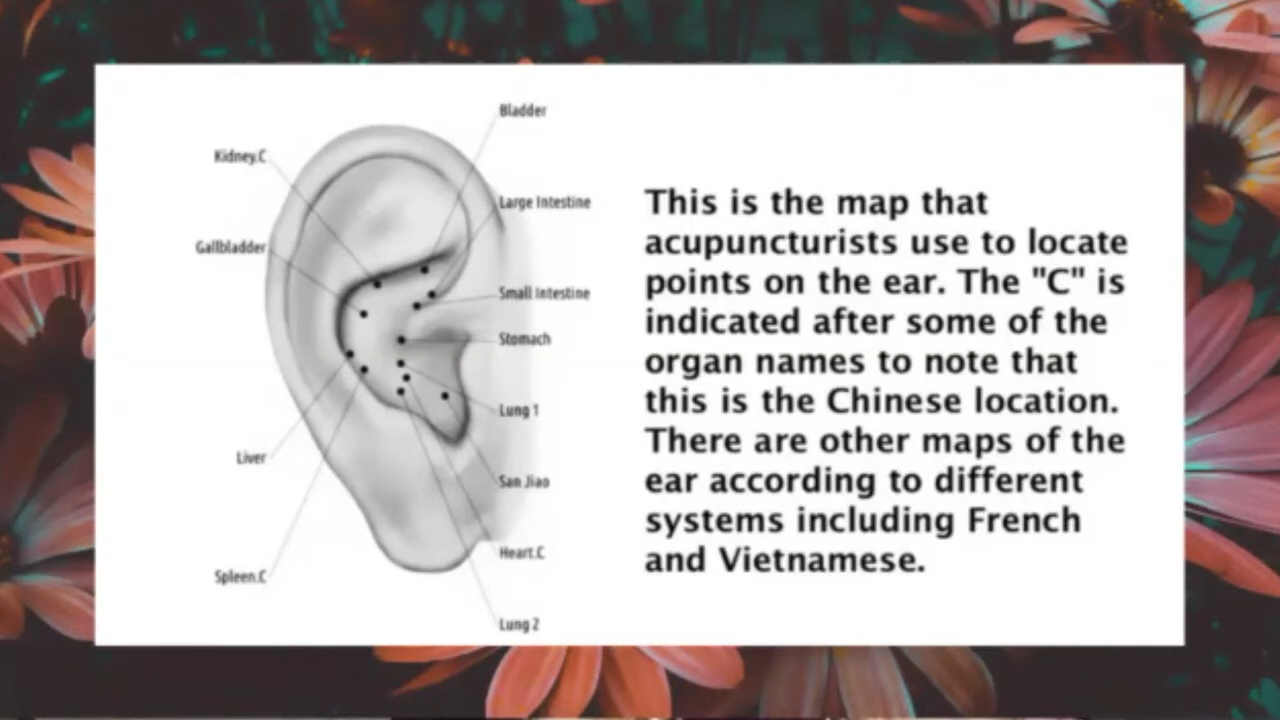 Bladder
Kidney.C
Large Intestine
Gallbladder
Small Intestine
Stomach
Lung 1
Liver
San Jiao
Heart.C
Spleen.C
Lung 2
This is the map that
acupuncturists use to locate
points on the ear. The "C" is
indicated after some of the
organ names to note that
this is the Chinese location.
There are other maps of the
ear according to different
systems including French
and Vietnamese.